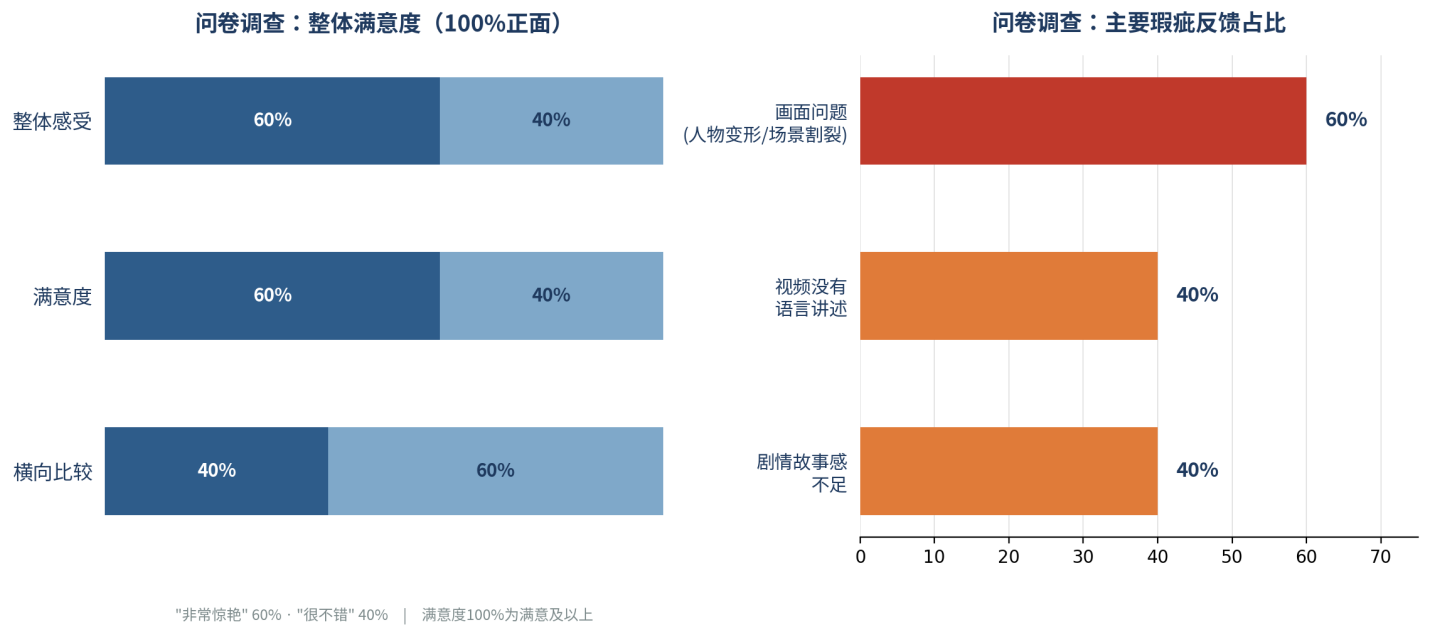 问卷调查：整体满意度（100%正面）
整体感受
60%
40%
满意度
60%
40%
横向比较
40%
60%
"非常惊艳" 60% · "很不错" 40% | 满意度100%为满意及以上
问卷调查：主要瑕疵反馈占比
画面问题
(人物变形/场景割裂)
60%
视频没有
语言讲述
40%
剧情故事感
不足
40%
0 10 20 30 40 50 60 70